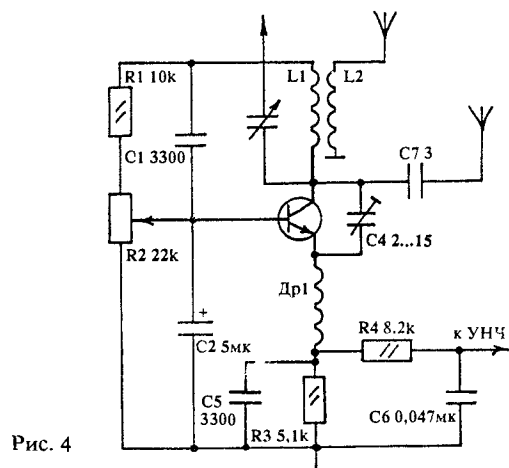 R1 10k
L1
L2
C1 3300
C7 3
R2 22k
C4 2...15
Др1
+
C2 5мк
R4 8.2k
к УНЧ
C5
3300
R3 5,1k
C6 0,047мк
Рис. 4